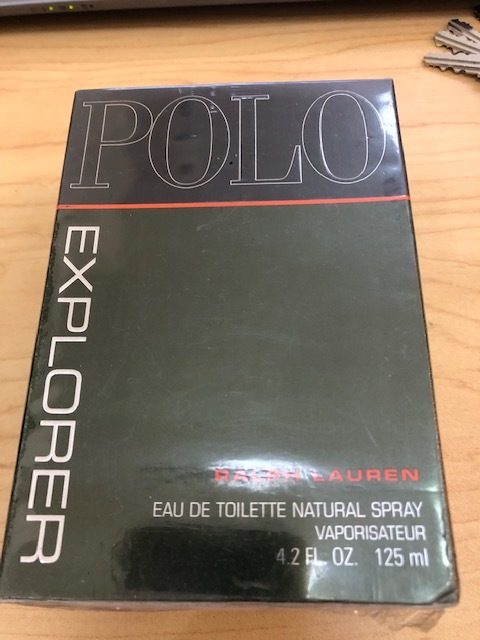 POLO
EXPLORER
RALPH LAUREN
EAU DE TOILETTE NATURAL SPRAY
VAPORISATEUR
4.2 FL. OZ. 125 ml